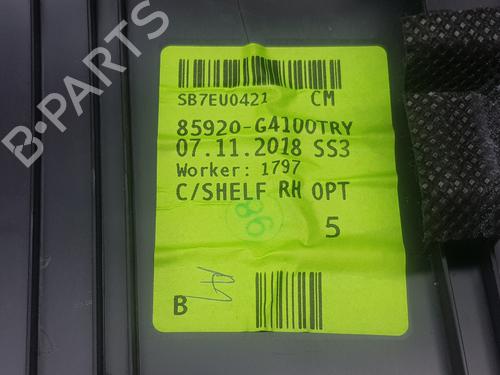 B-PARTS
SB7EU0421 CM
85920-G4100TRY
07.11.2018 SS3
Worker: 1797
C/SHELF RH OPT
98
5
B